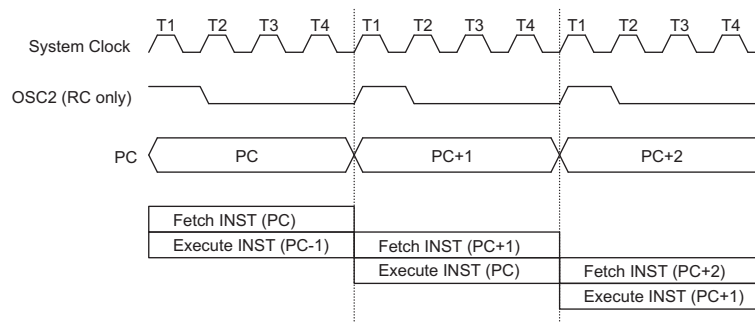 T1 T2 T3 T4 T1 T2 T3 T4 T1 T2 T3 T4
System Clock
OSC2 (RC only)
PC PC PC+1 PC+2
Fetch INST (PC)
Execute INST (PC-1) Fetch INST (PC+1)
Execute INST (PC) Fetch INST (PC+2)
Execute INST (PC+1)